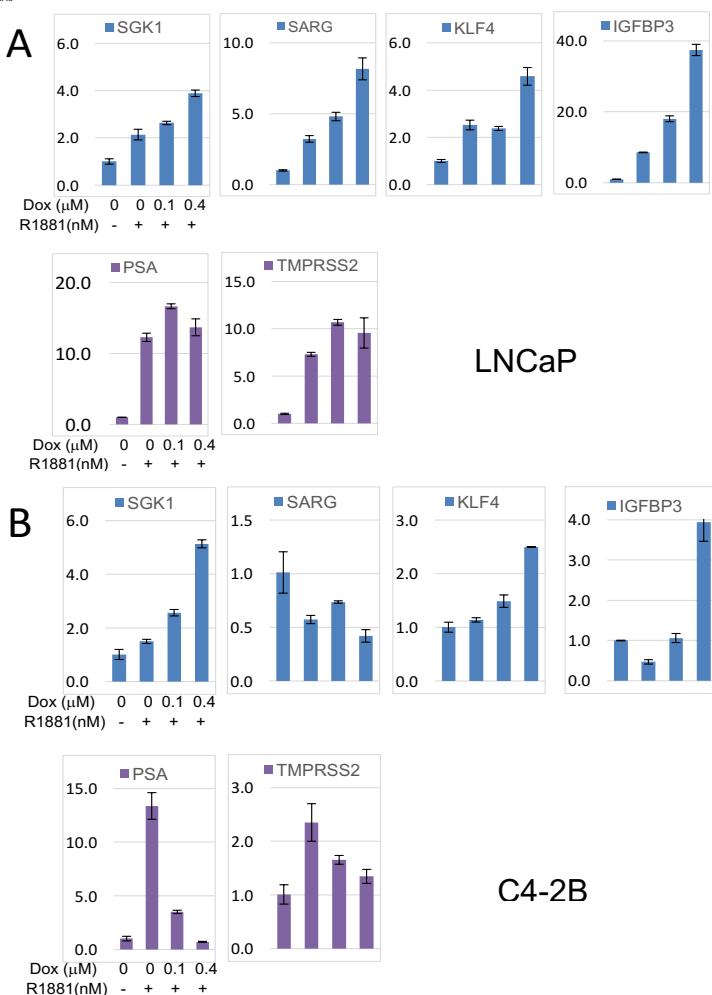 A
SGK1 SARG KLF4 IGFBP3
6.0 10.0 6.0 40.0
4.0 5.0 4.0 20.0
2.0 2.0
0.0 0.0 0.0 0.0
Dox (μM) 0 0 0.1 0.4
R1881(nM) - + + +
PSA TMPRSS2
20.0 15.0
10.0 10.0
5.0
0.0 0.0
LNCaP
Dox (μM) 0 0 0.1 0.4
R1881(nM) - + + +
B
SGK1 SARG KLF4 IGFBP3
6.0 1.5 3.0 4.0
4.0 1.0 2.0 3.0
2.0 0.5 1.0 2.0
1.0
0.0 0.0 0.0 0.0
Dox (μM) 0 0 0.1 0.4
R1881(nM) - + + +
PSA TMPRSS2
15.0 3.0
10.0 2.0
5.0 1.0
0.0 0.0
C4-2B
Dox (μM) 0 0 0.1 0.4
R1881(nM) - + + +